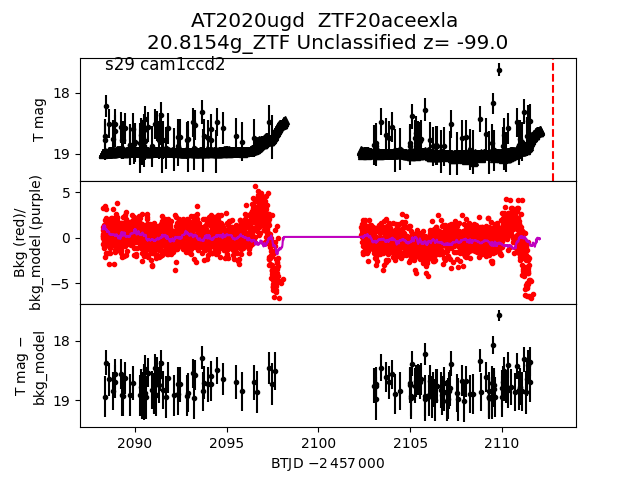 AT2020ugd  ZTF20aceexla
20.8154g_ZTF Unclassified z= -99.0
s29 cam1ccd2
T mag
18
19
Bkg (red)/
bkg_model (purple)
5
0
−5
T mag −
bkg_model
18
19
2090 2095 2100 2105 2110
BTJD −2 457 000